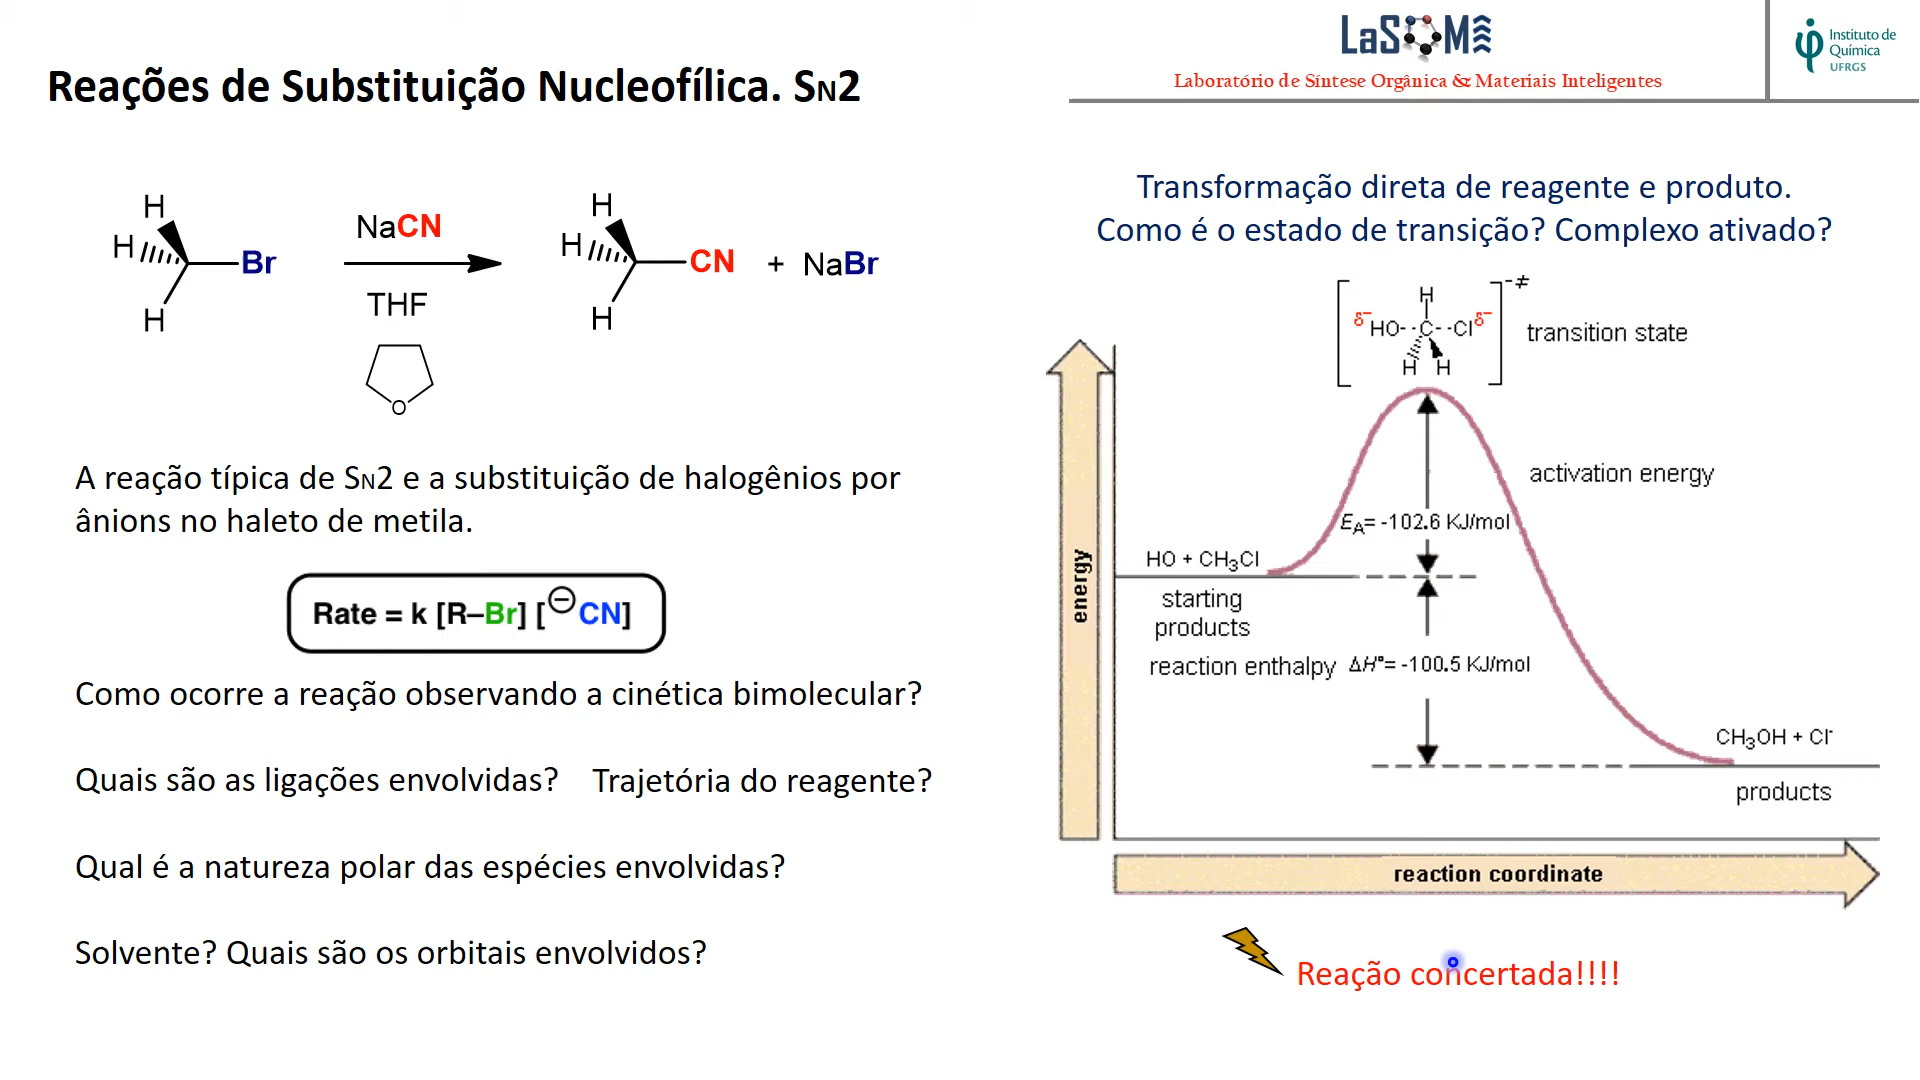 LaSOMI
Laboratório de Síntese Orgânica & Materiais Inteligentes
Instituto de
Química
UFRGS
Reações de Substituição Nucleofílica. SN2
H
H
Br
H
NaCN
THF
O
H
H
CN
H
+ NaBr
A reação típica de SN2 e a substituição de halogênios por
ânions no haleto de metila.
Rate = k [R–Br] [⊖CN]
Como ocorre a reação observando a cinética bimolecular?
Quais são as ligações envolvidas? Trajetória do reagente?
Qual é a natureza polar das espécies envolvidas?
Solvente? Quais são os orbitais envolvidos?
Transformação direta de reagente e produto.
Como é o estado de transição? Complexo ativado?
H
δ⁻ HO--C--Cl δ⁻
H H
-≠
transition state
activation energy
EA= -102.6 KJ/mol
HO + CH3Cl
starting
products
reaction enthalpy ΔH°= -100.5 KJ/mol
CH3OH + Cl⁻
products
energy
reaction coordinate
Reação concertada!!!!